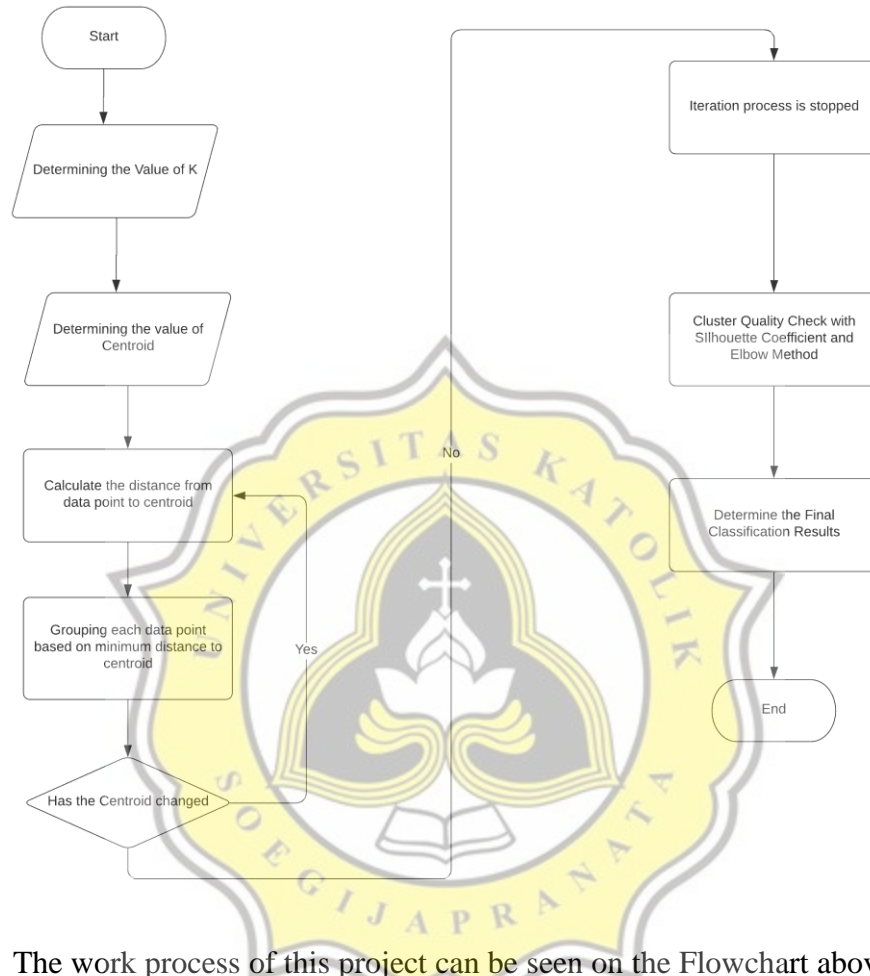 Start
Determining the Value of K
Determining the value of
Centroid
Calculate the distance from
data point to centroid
Grouping each data point
based on minimum distance to
centroid
Has the Centroid changed
Yes
No
Iteration process is stopped
Cluster Quality Check with
SIlhouette Coefficient and
Elbow Method
Determine the Final
Classification Results
End
UNIVERSITAS KATOLIK
SOEGIJAPRANATA
The work process of this project can be seen on the Flowchart above